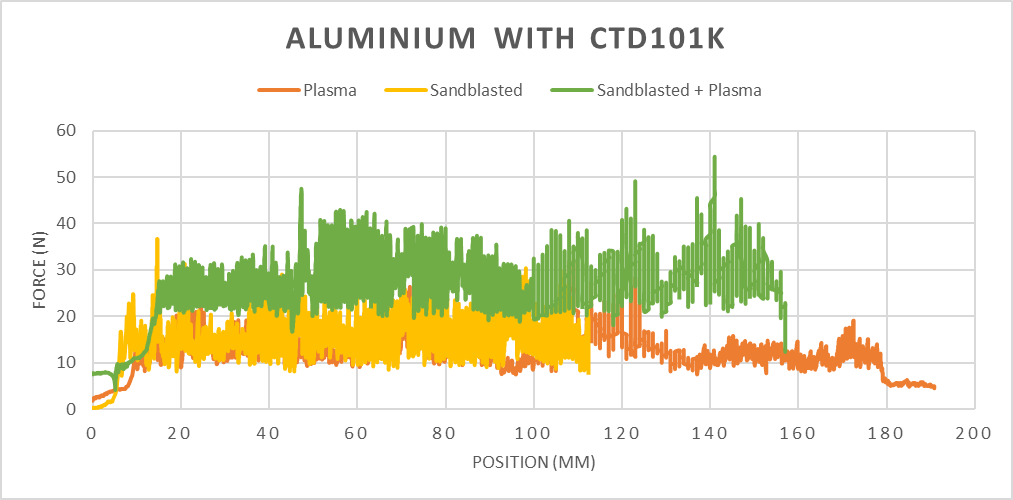 ALUMINIUM WITH CTD101K
Plasma Sandblasted Sandblasted + Plasma
60
50
40
30
20
10
0
FORCE (N)
0 20 40 60 80 100 120 140 160 180 200
POSITION (MM)